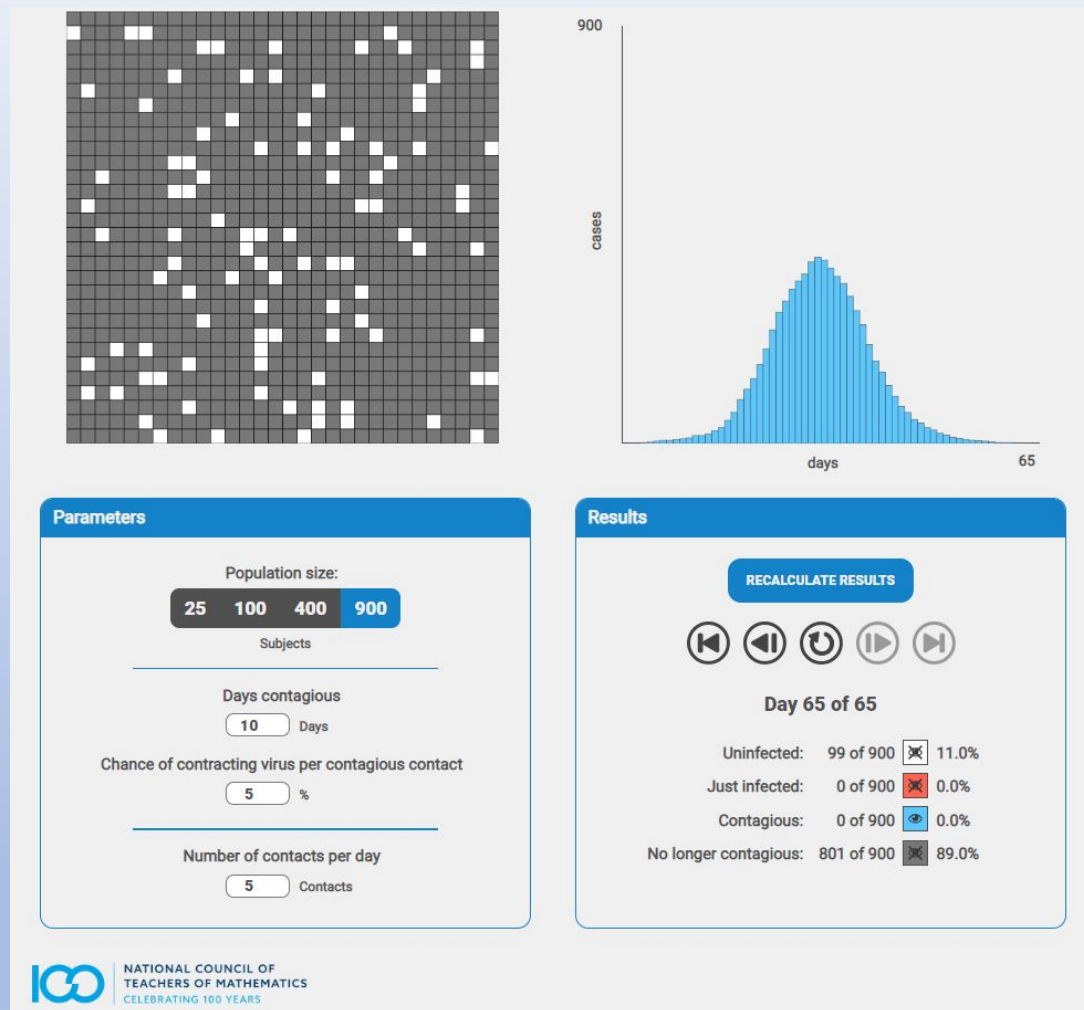 900
cases
days
65
Parameters
Population size:
25 100 400 900
Subjects
Days contagious
10 Days
Chance of contracting virus per contagious contact
5 %
Number of contacts per day
5 Contacts
Results
RECALCULATE RESULTS
Day 65 of 65
Uninfected: 99 of 900 11.0%
Just infected: 0 of 900 0.0%
Contagious: 0 of 900 0.0%
No longer contagious: 801 of 900 89.0%
100
NATIONAL COUNCIL OF
TEACHERS OF MATHEMATICS
CELEBRATING 100 YEARS